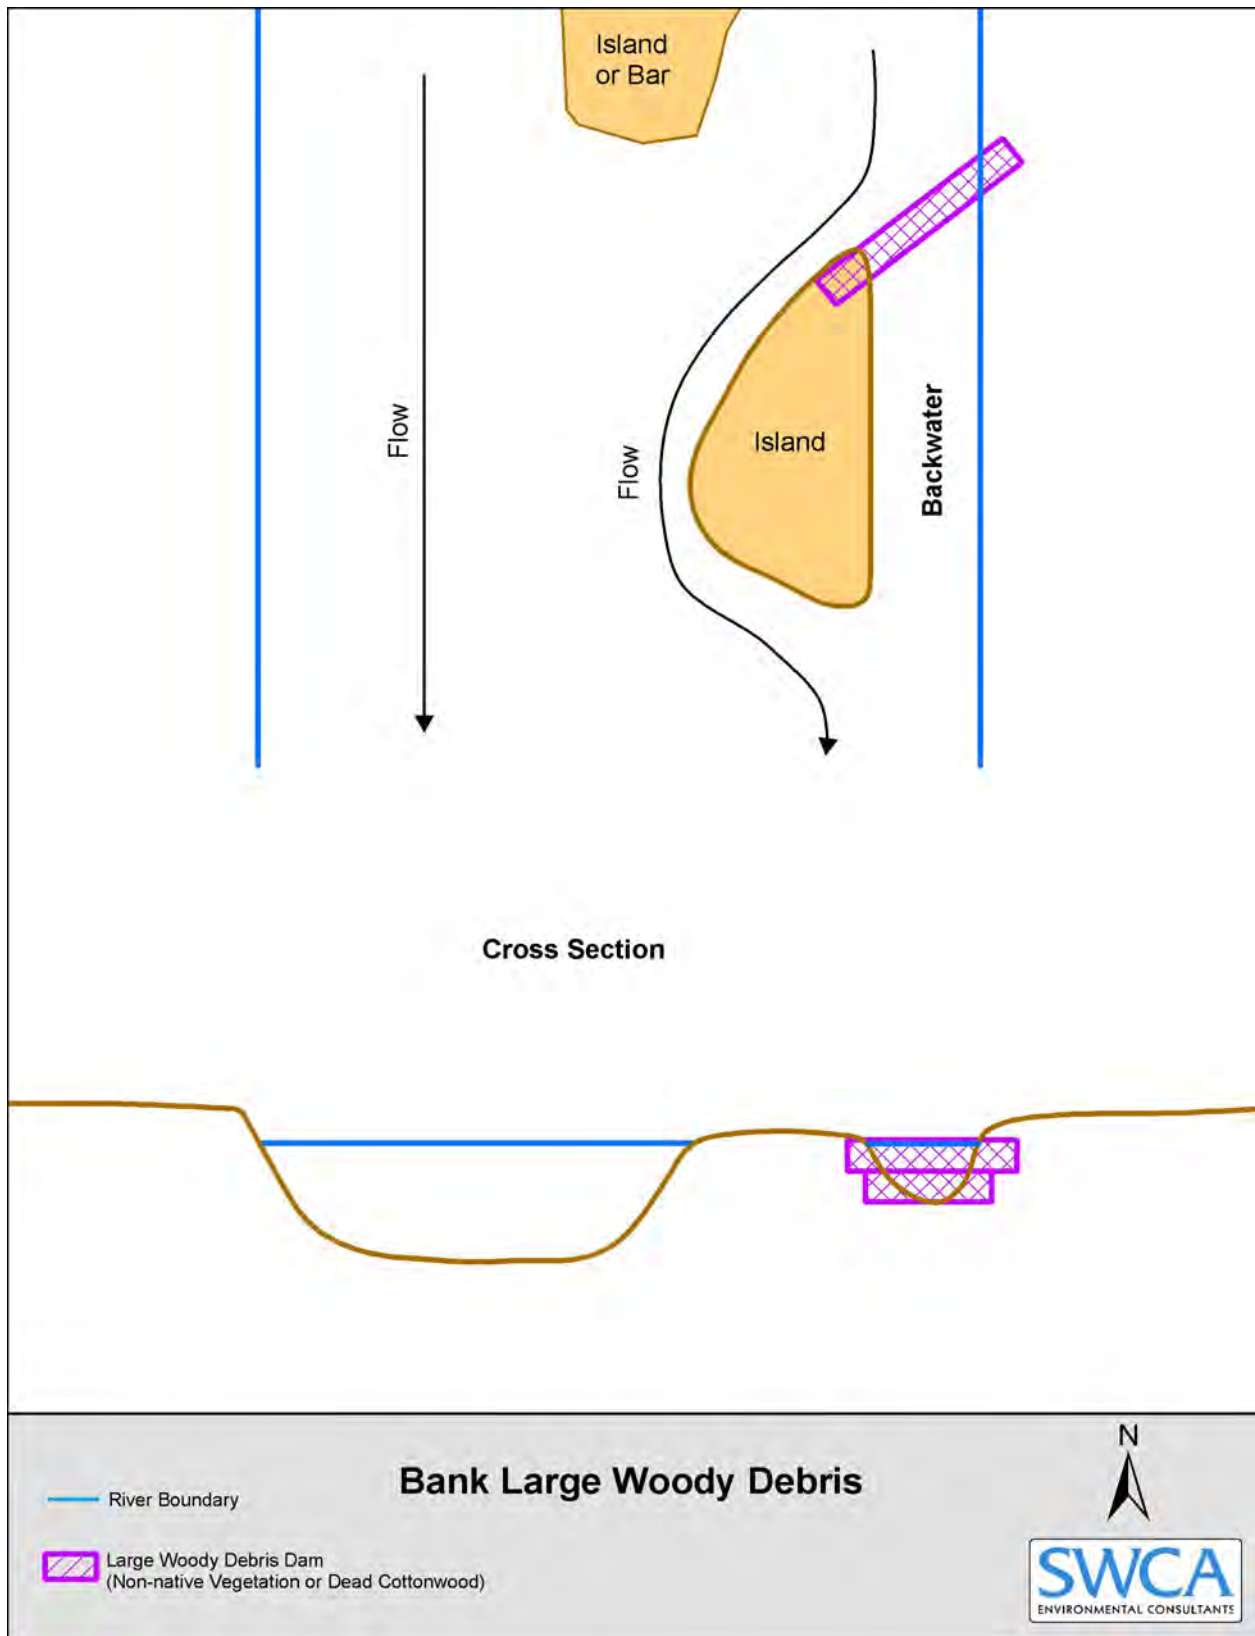 Island
or Bar
Flow
Flow
Island
Backwater
Cross Section
Bank Large Woody Debris
N
River Boundary
Large Woody Debris Dam
(Non-native Vegetation or Dead Cottonwood)
SWCA
ENVIRONMENTAL CONSULTANTS